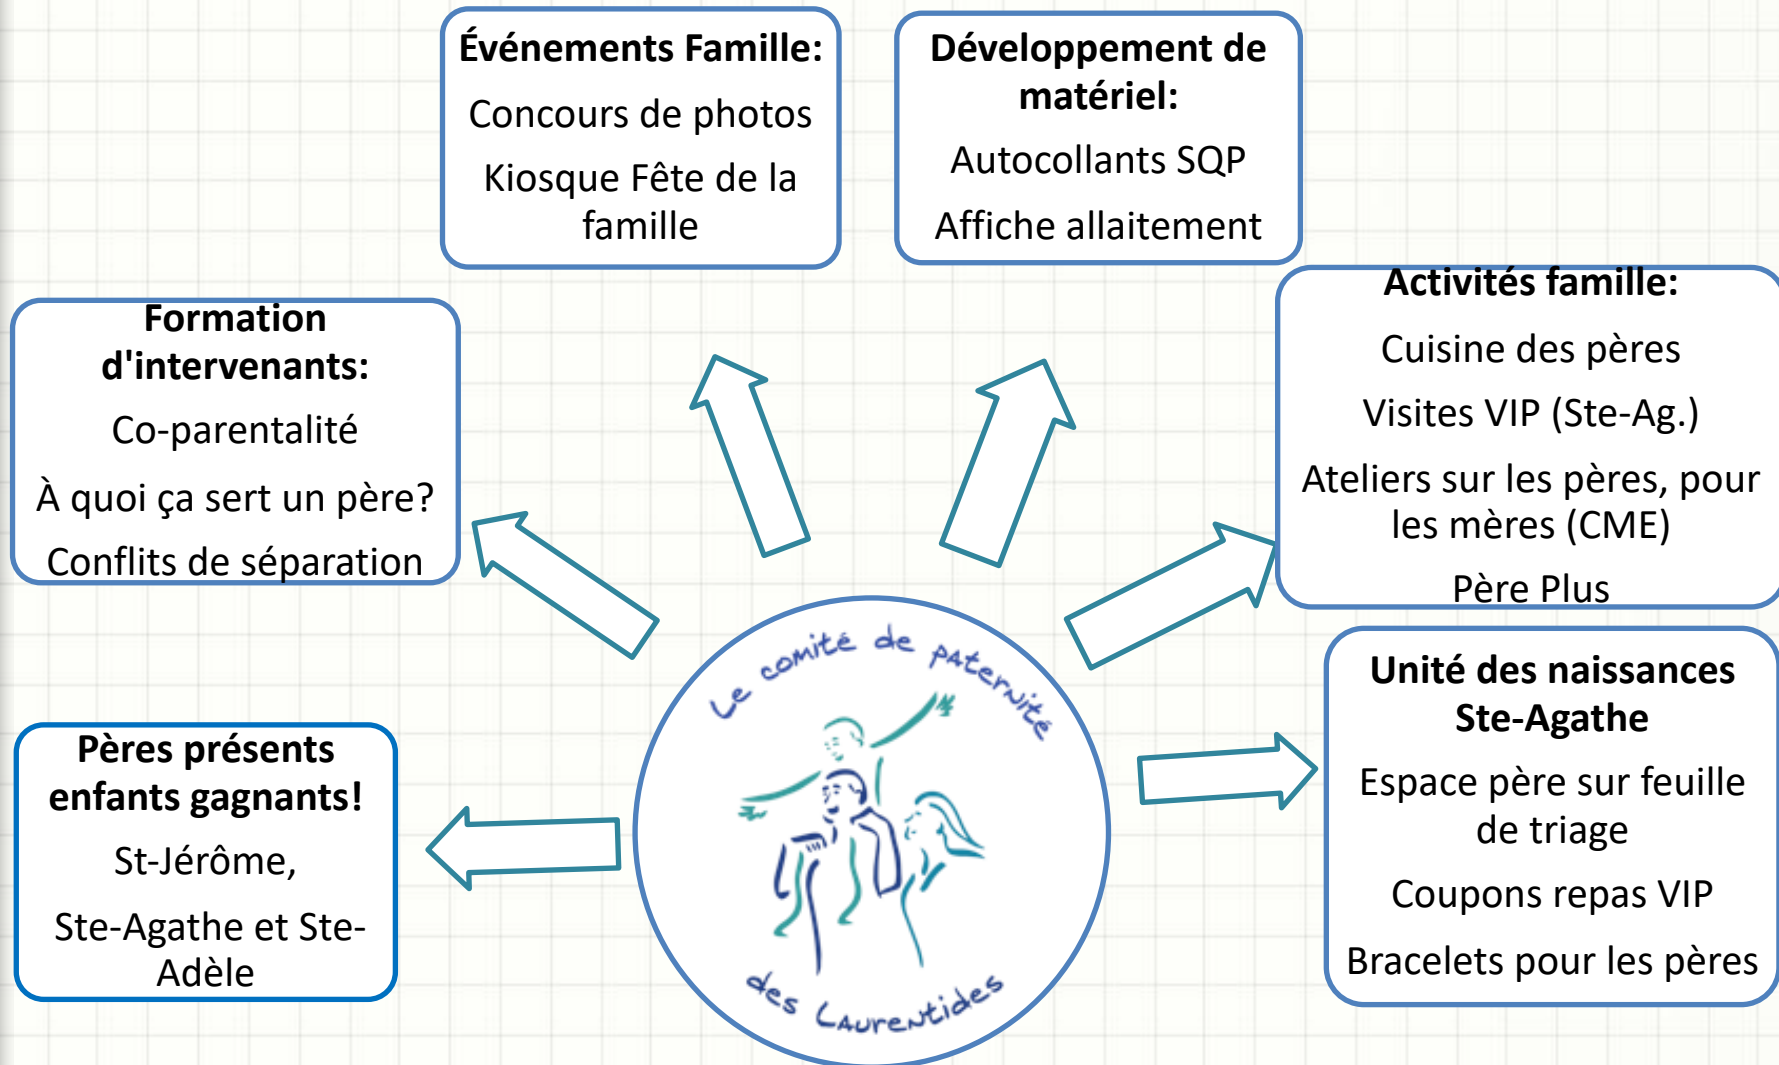 Événements Famille:
Concours de photos
Kiosque Fête de la
famille
Développement de
matériel:
Autocollants SQP
Affiche allaitement
Formation
d'intervenants:
Co-parentalité
À quoi ça sert un père?
Conflits de séparation
Activités famille:
Cuisine des pères
Visites VIP (Ste-Ag.)
Ateliers sur les pères, pour
les mères (CME)
Père Plus
Pères présents
enfants gagnants!
St-Jérôme,
Ste-Agathe et Ste-
Adèle
Le comité de paternité
des Laurentides
Unité des naissances
Ste-Agathe
Espace père sur feuille
de triage
Coupons repas VIP
Bracelets pour les pères